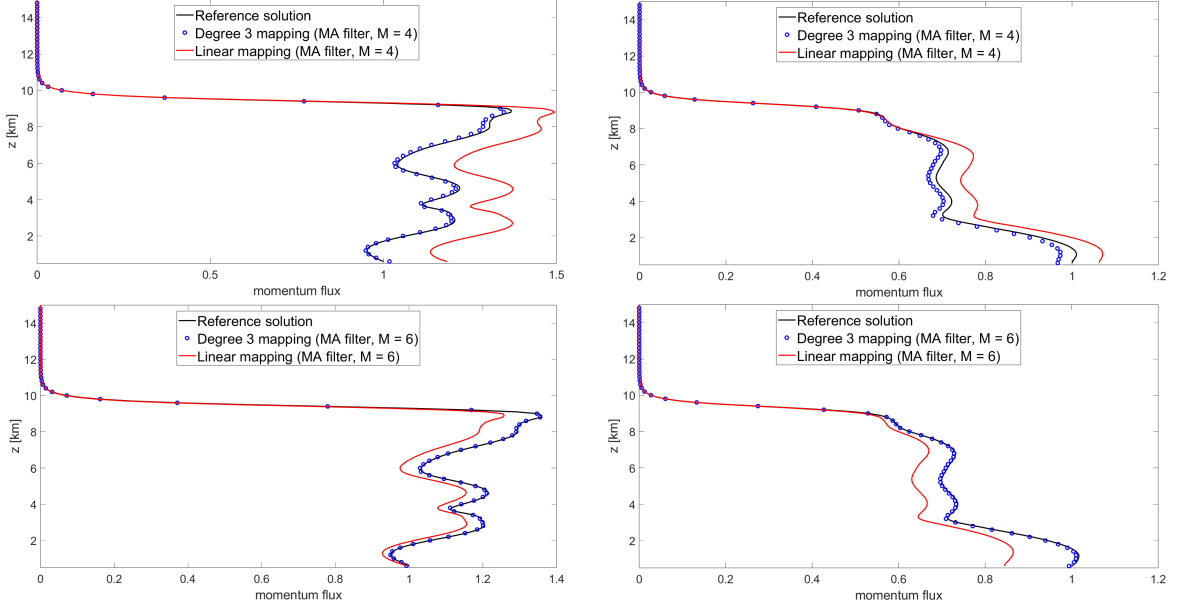 Reference solution
Degree 3 mapping (MA filter, M = 4)
Linear mapping (MA filter, M = 4)
14
12
10
8
6
4
2
z [km]
0
0.5
1
1.5
momentum flux
Reference solution
Degree 3 mapping (MA filter, M = 4)
Linear mapping (MA filter, M = 4)
14
12
10
8
6
4
2
z [km]
0
0.2
0.4
0.6
0.8
1
1.2
momentum flux
Reference solution
Degree 3 mapping (MA filter, M = 6)
Linear mapping (MA filter, M = 6)
14
12
10
8
6
4
2
z [km]
0
0.2
0.4
0.6
0.8
1
1.2
1.4
momentum flux
Reference solution
Degree 3 mapping (MA filter, M = 6)
Linear mapping (MA filter, M = 6)
14
12
10
8
6
4
2
z [km]
0
0.2
0.4
0.6
0.8
1
1.2
momentum flux